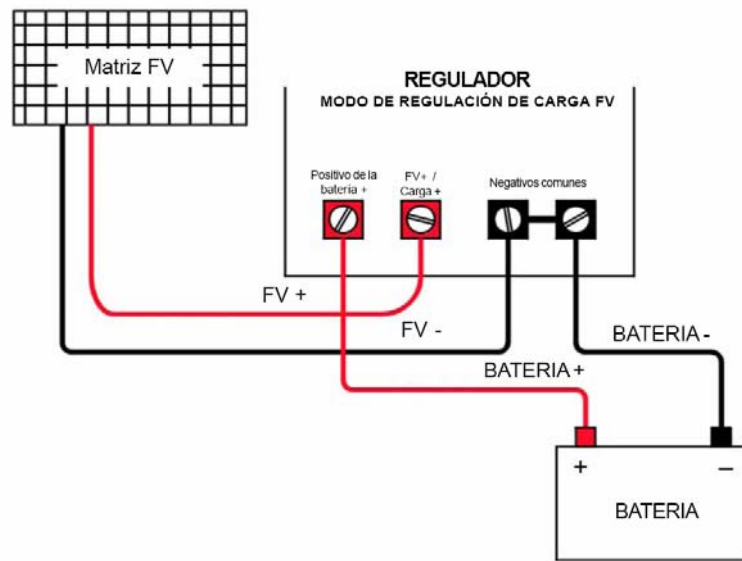 Matriz FV
REGULADOR
MODO DE REGULACIÓN DE CARGA FV
Positivo de la
batería +
FV+ /
Carga +
Negativos comunes
FV +
FV -
BATERIA -
BATERIA +
+
−
BATERIA